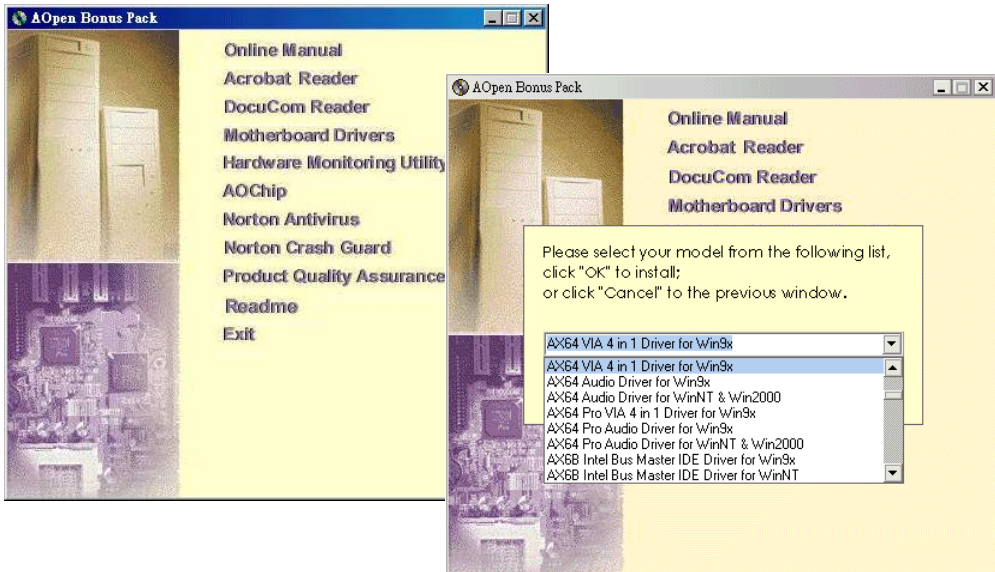 AOpen Bonus Pack
Online Manual
Acrobat Reader
DocuCom Reader
Motherboard Drivers
Hardware Monitoring Utility
AOChip
Norton Antivirus
Norton Crash Guard
Product Quality Assurance
Readme
Exit
AOpen Bonus Pack
Online Manual
Acrobat Reader
DocuCom Reader
Motherboard Drivers
Please select your model from the following list,
click "OK" to install;
or click "Cancel" to the previous window.
AX64 VIA 4 in 1 Driver for Win9x
AX64 VIA 4 in 1 Driver for Win9x
AX64 Audio Driver for Win9x
AX64 Audio Driver for WinNT & Win2000
AX64 Pro VIA 4 in 1 Driver for Win9x
AX64 Pro Audio Driver for Win9x
AX64 Pro Audio Driver for WinNT & Win2000
AX6B Intel Bus Master IDE Driver for Win9x
AX6B Intel Bus Master IDE Driver for WinNT